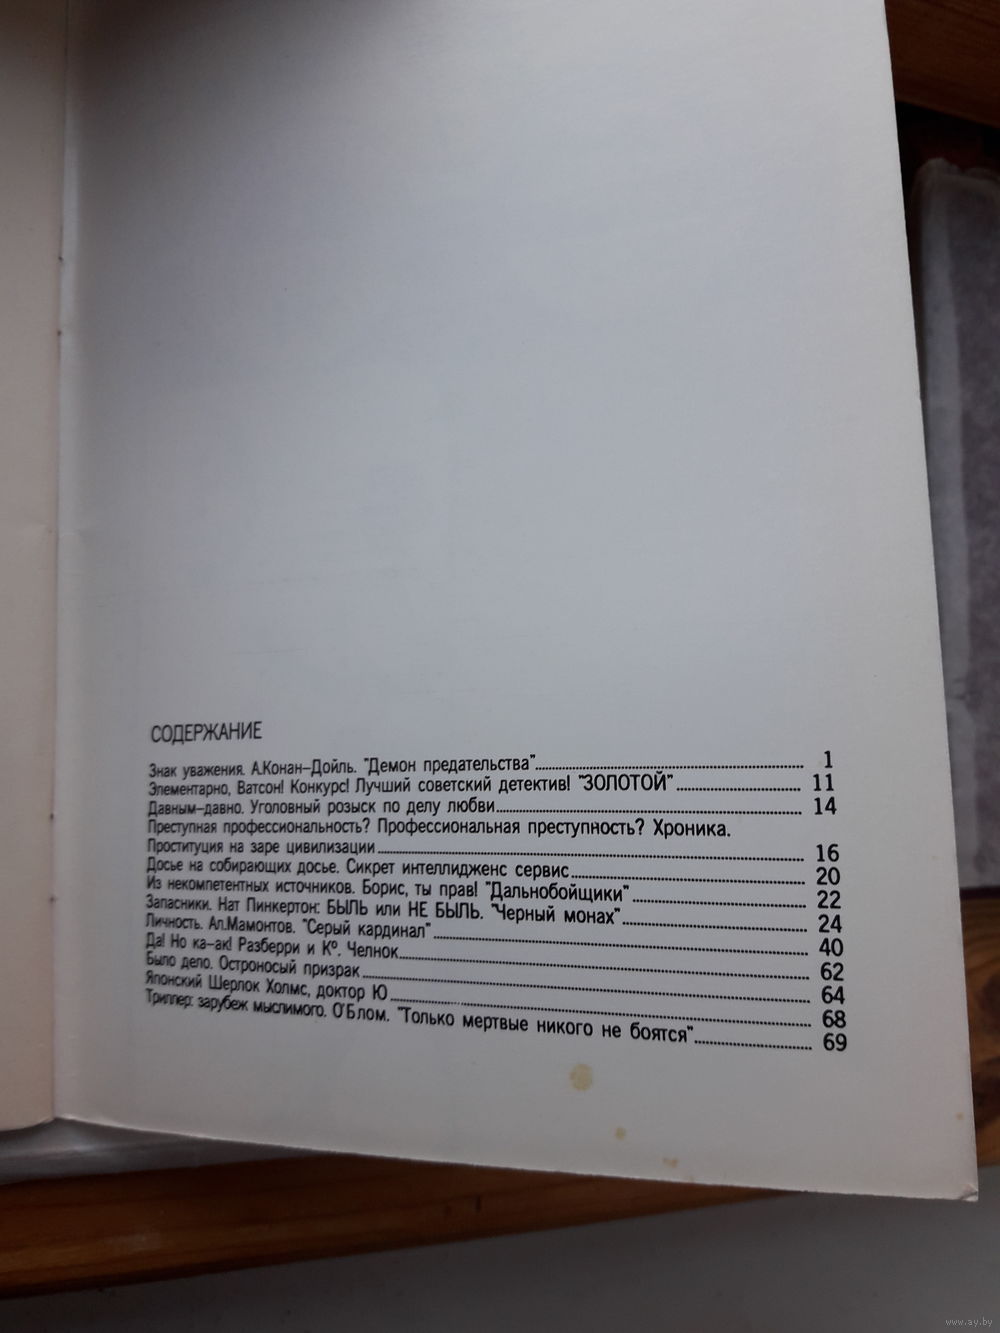 СОДЕРЖАНИЕ
Знак уважения. А.Конан–Дойль. "Демон предательства" 1
Элементарно, Ватсон! Конкурс! Лучший советский детектив! "ЗОЛОТОЙ" 11
Давным–давно. Уголовный розыск по делу любви 14
Преступная профессиональность? Профессиональная преступность? Хроника.
Проституция на заре цивилизации 16
Досье на собирающих досье. Сикрет интеллидженс сервис 20
Из некомпетентных источников. Борис, ты прав! "Дальнобойщики" 22
Запасники. Нат Пинкертон: БЫЛЬ или НЕ БЫЛЬ. "Черный монах" 24
Личность. Ал.Мамонтов. "Серый кардинал" 40
Да! Но ка–ак! Разберри и К°. Челнок 62
Было дело. Остроносый призрак 64
Японский Шерлок Холмс, доктор Ю 68
Триллер: зарубеж мыслимого. О'Блом. "Только мертвые никого не боятся" 69
www.ay.by